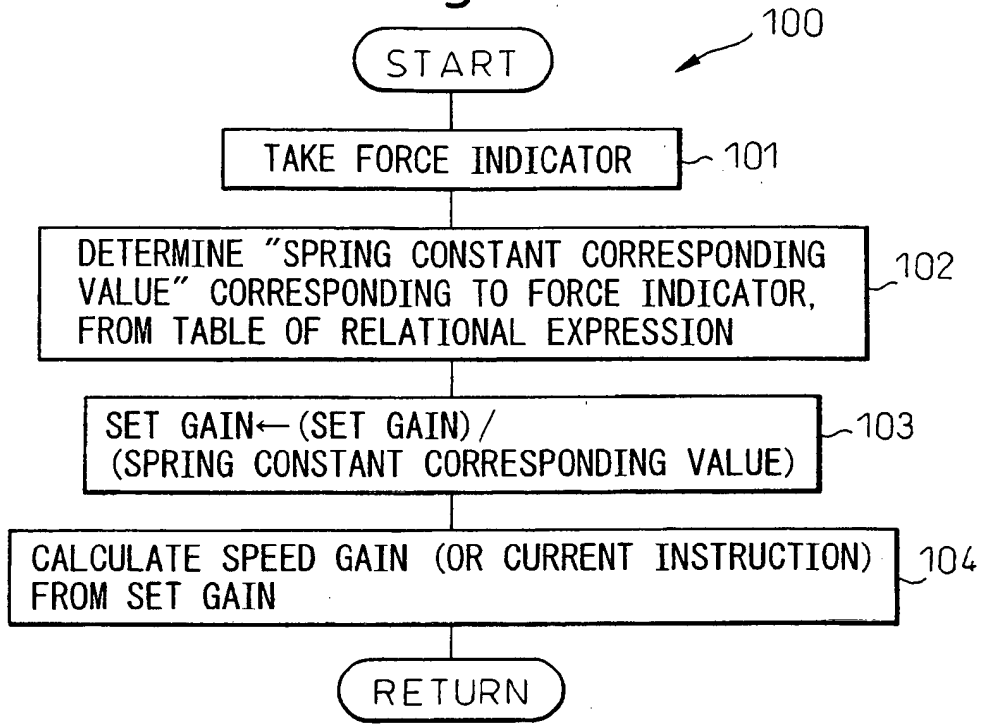 100
START
TAKE FORCE INDICATOR
101
DETERMINE "SPRING CONSTANT CORRESPONDING
VALUE" CORRESPONDING TO FORCE INDICATOR,
FROM TABLE OF RELATIONAL EXPRESSION
102
SET GAIN←(SET GAIN)/
(SPRING CONSTANT CORRESPONDING VALUE)
103
CALCULATE SPEED GAIN (OR CURRENT INSTRUCTION)
FROM SET GAIN
104
RETURN